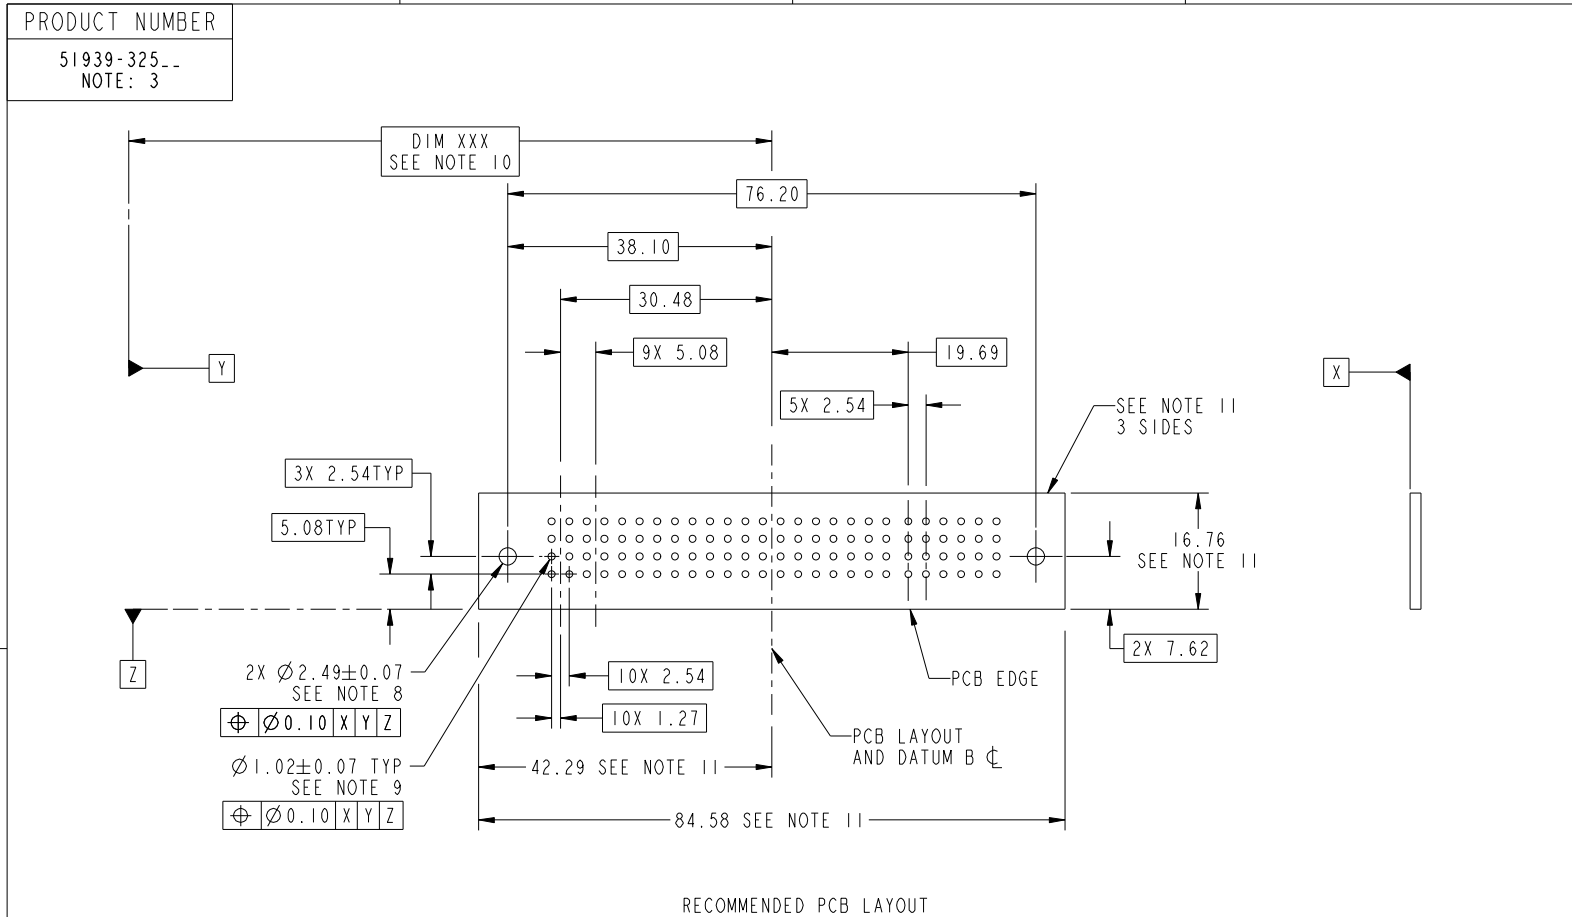 PRODUCT NUMBER
51939-325__
NOTE: 3
DIM XXX
SEE NOTE 10
76.20
38.10
30.48
9X 5.08
19.69
Y
X
5X 2.54
SEE NOTE 11
3 SIDES
3X 2.54TYP
5.08TYP
16.76
SEE NOTE 11
2X 7.62
Z
2X ⌀2.49±0.07
SEE NOTE 8
⌖ ⌀0.10 X Y Z
10X 2.54
PCB EDGE
10X 1.27
PCB LAYOUT
AND DATUM B ℄
⌀1.02±0.07 TYP
SEE NOTE 9
⌖ ⌀0.10 X Y Z
42.29 SEE NOTE 11
84.58 SEE NOTE 11
RECOMMENDED PCB LAYOUT